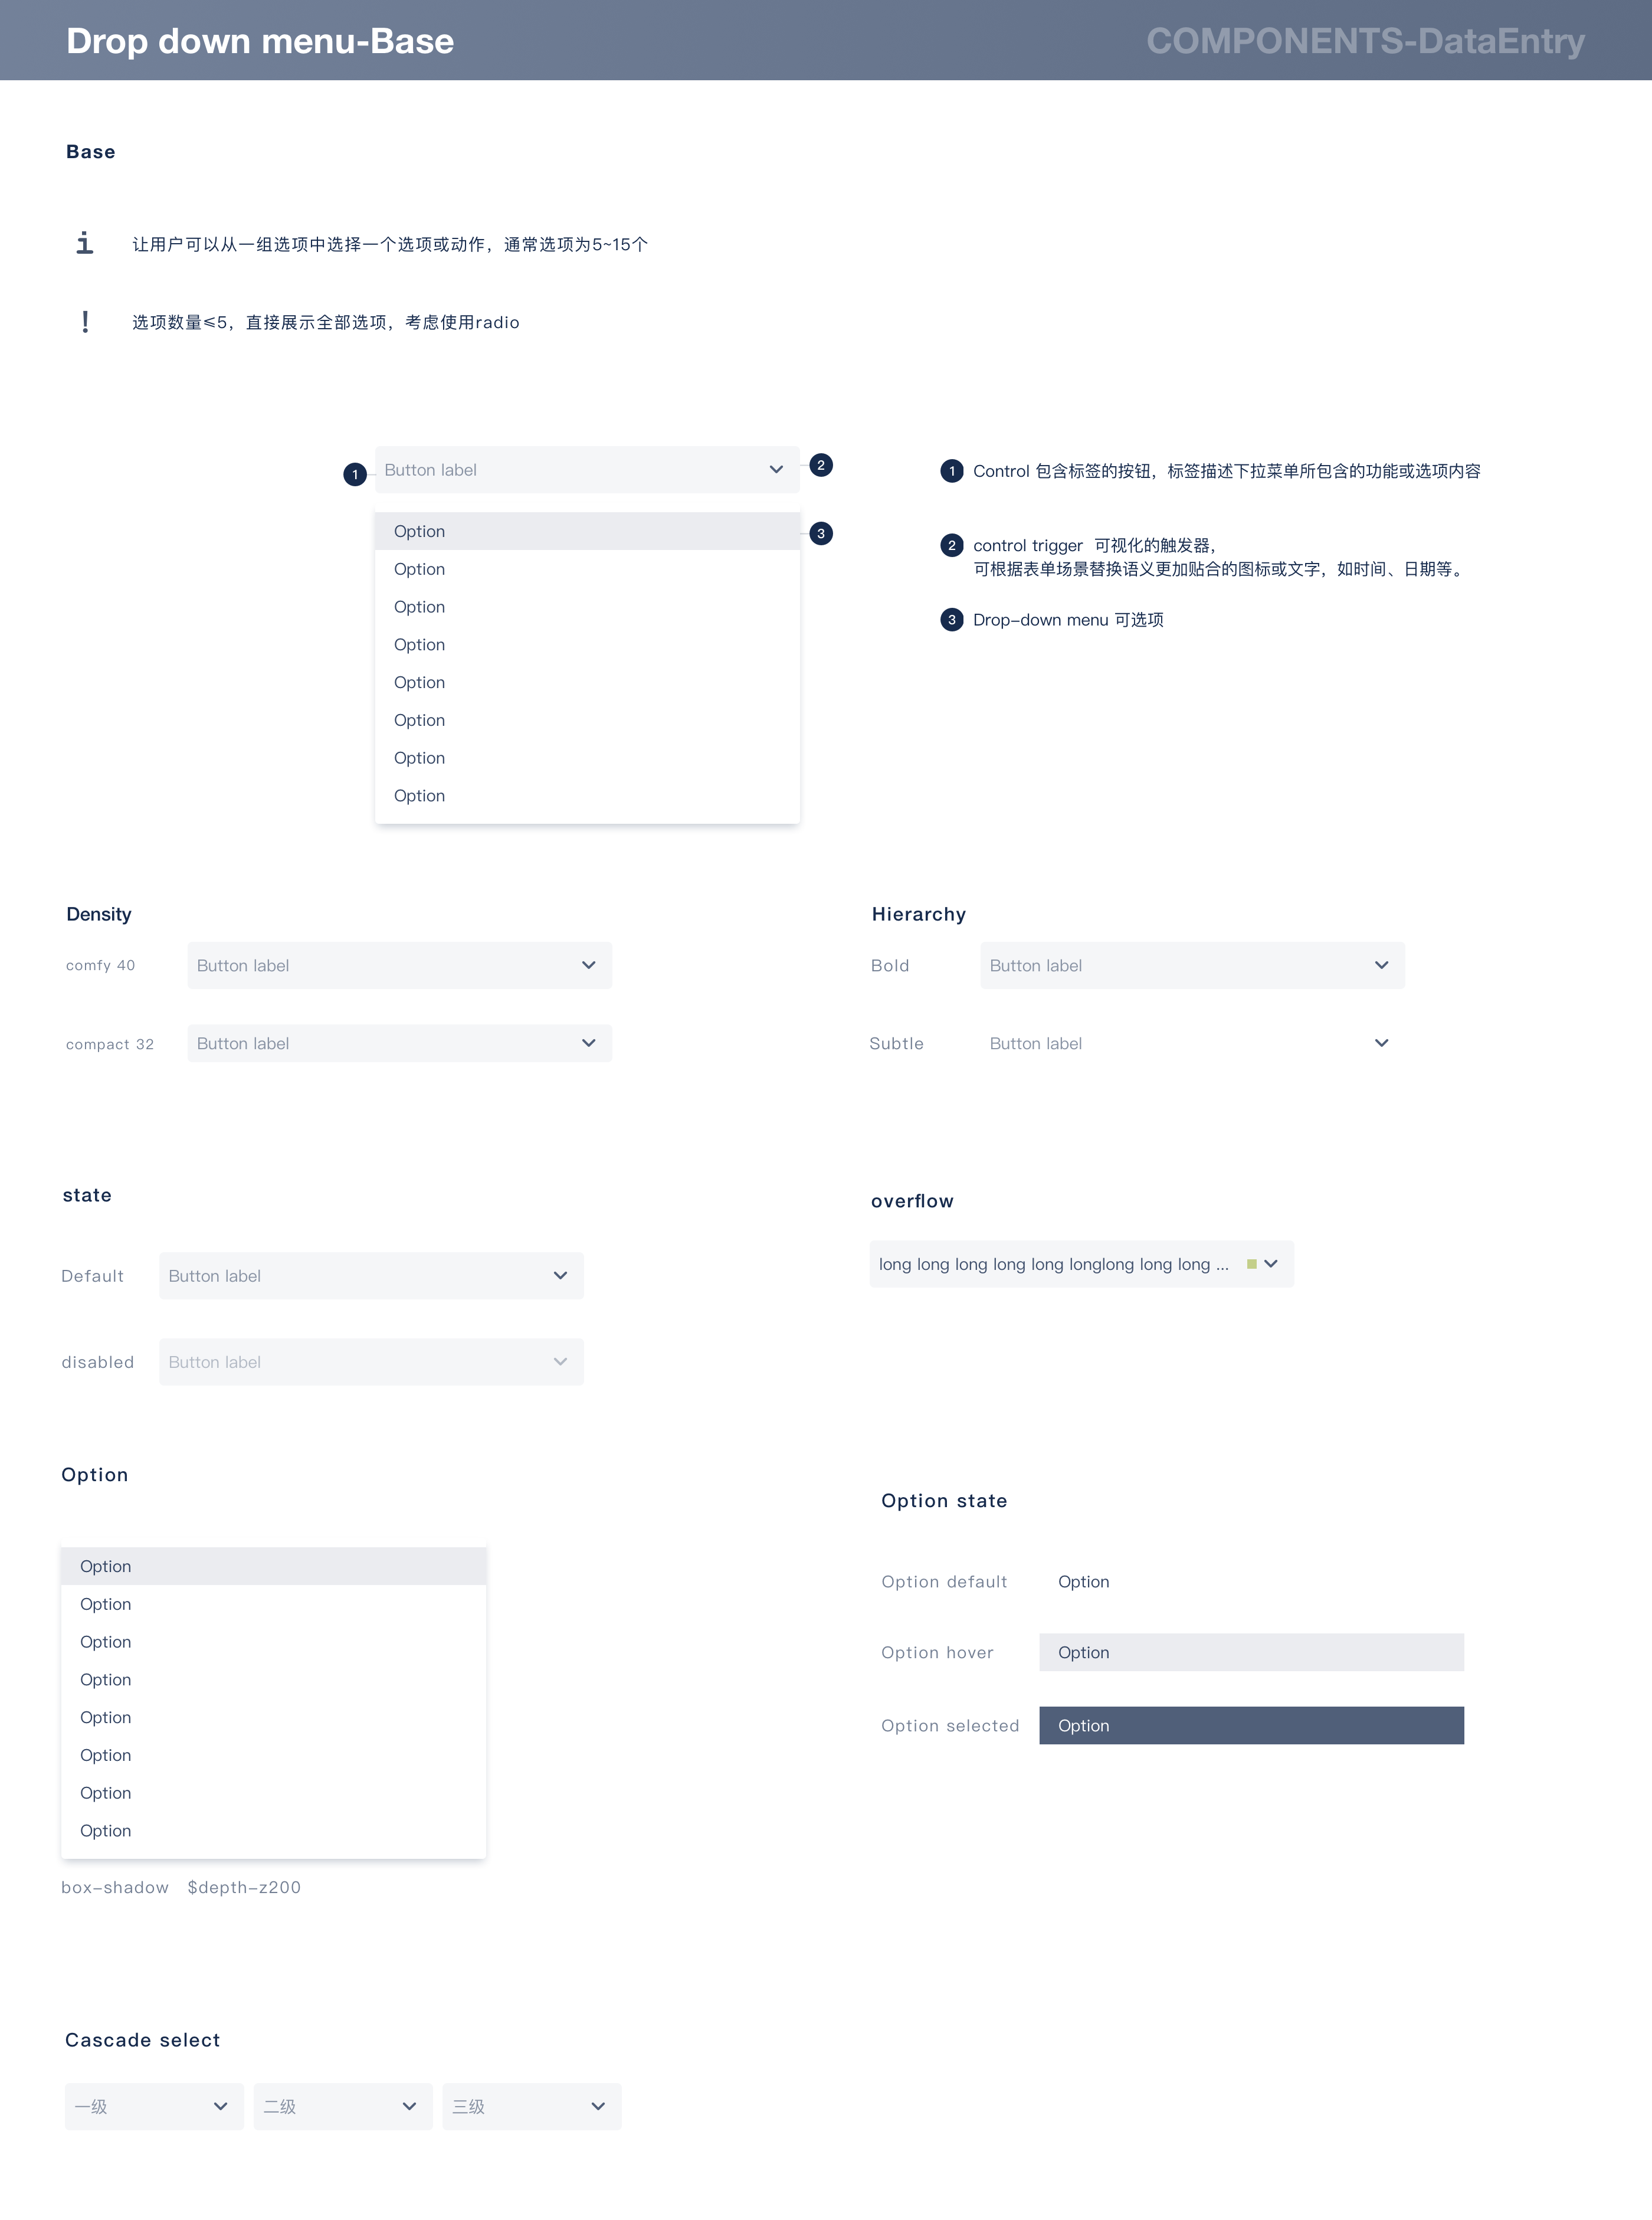 Drop down menu-Base
COMPONENTS-DataEntry
Base
i
让用户可以从一组选项中选择一个选项或动作，通常选项为5~15个
!
选项数量≤5，直接展示全部选项，考虑使用radio
1
Button label
2
Option
3
Option
Option
Option
Option
Option
Option
Option
1 Control 包含标签的按钮，标签描述下拉菜单所包含的功能或选项内容
2 control trigger 可视化的触发器，
可根据表单场景替换语义更加贴合的图标或文字，如时间、日期等。
3 Drop-down menu 可选项
Density
comfy 40
Button label
compact 32
Button label
Hierarchy
Bold
Button label
Subtle
Button label
state
Default
Button label
disabled
Button label
overflow
long long long long long longlong long long ...
Option
Option
Option
Option
Option
Option
Option
Option
Option
box-shadow $depth-z200
Option state
Option default
Option
Option hover
Option
Option selected
Option
Cascade select
一级
二级
三级